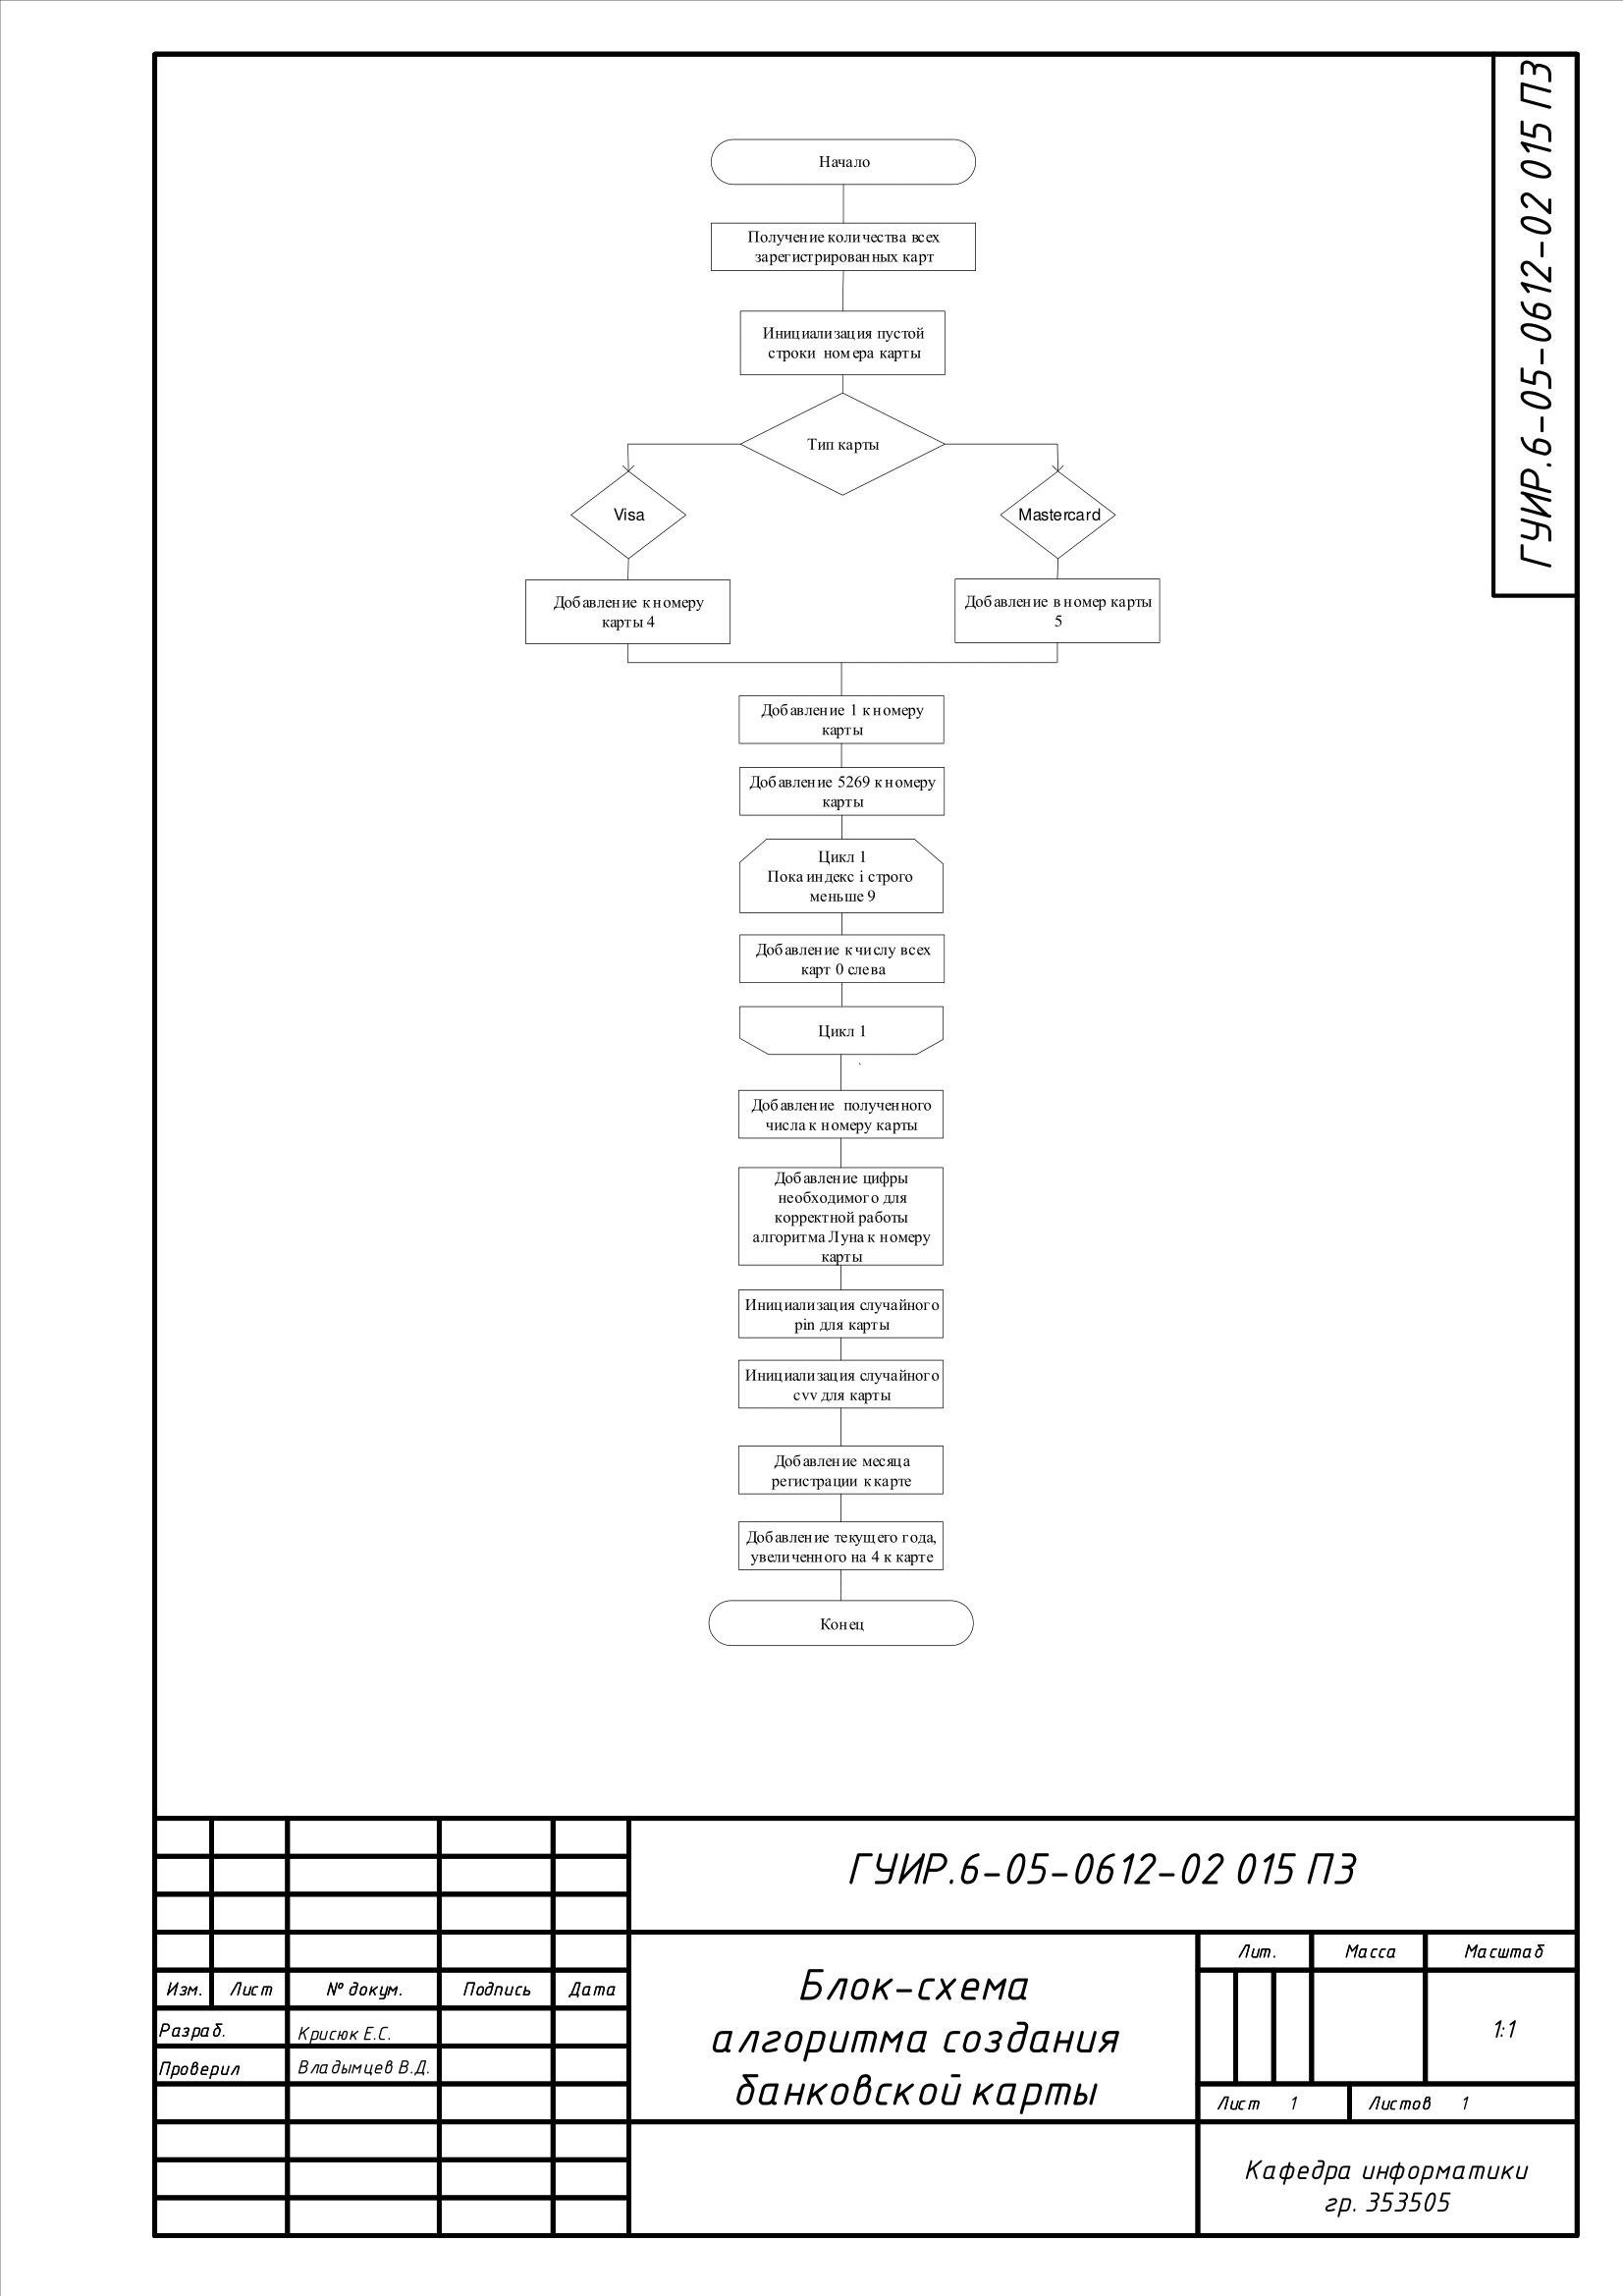 ГУИР.6-05-0612-02 015 ПЗ
Начало
Получение количества всех
зарегистрированных карт
Инициализация пустой
строки номера карты
Тип карты
Visa
Mastercard
Добавление к номеру
карты 4
Добавление в номер карты
5
Добавление 1 к номеру
карты
Добавление 5269 к номеру
карты
Цикл 1
Пока индекс i строго
меньше 9
Добавление к числу всех
карт 0 слева
Цикл 1
Добавление полученного
числа к номеру карты
Добавление цифры
необходимого для
корректной работы
алгоритма Луна к номеру
карты
Инициализация случайного
pin для карты
Инициализация случайного
cvv для карты
Добавление месяца
регистрации к карте
Добавление текущего года,
увеличенного на 4 к карте
Конец
ГУИР.6-05-0612-02 015 ПЗ
Изм. Лист № докум. Подпись Дата
Разраб. Крисюк Е.С.
Проверил Владымцев В.Д.
Блок-схема
алгоритма создания
банковской карты
Лит. Масса Масштаб
1:1
Лист 1 Листов 1
Кафедра информатики
гр. 353505